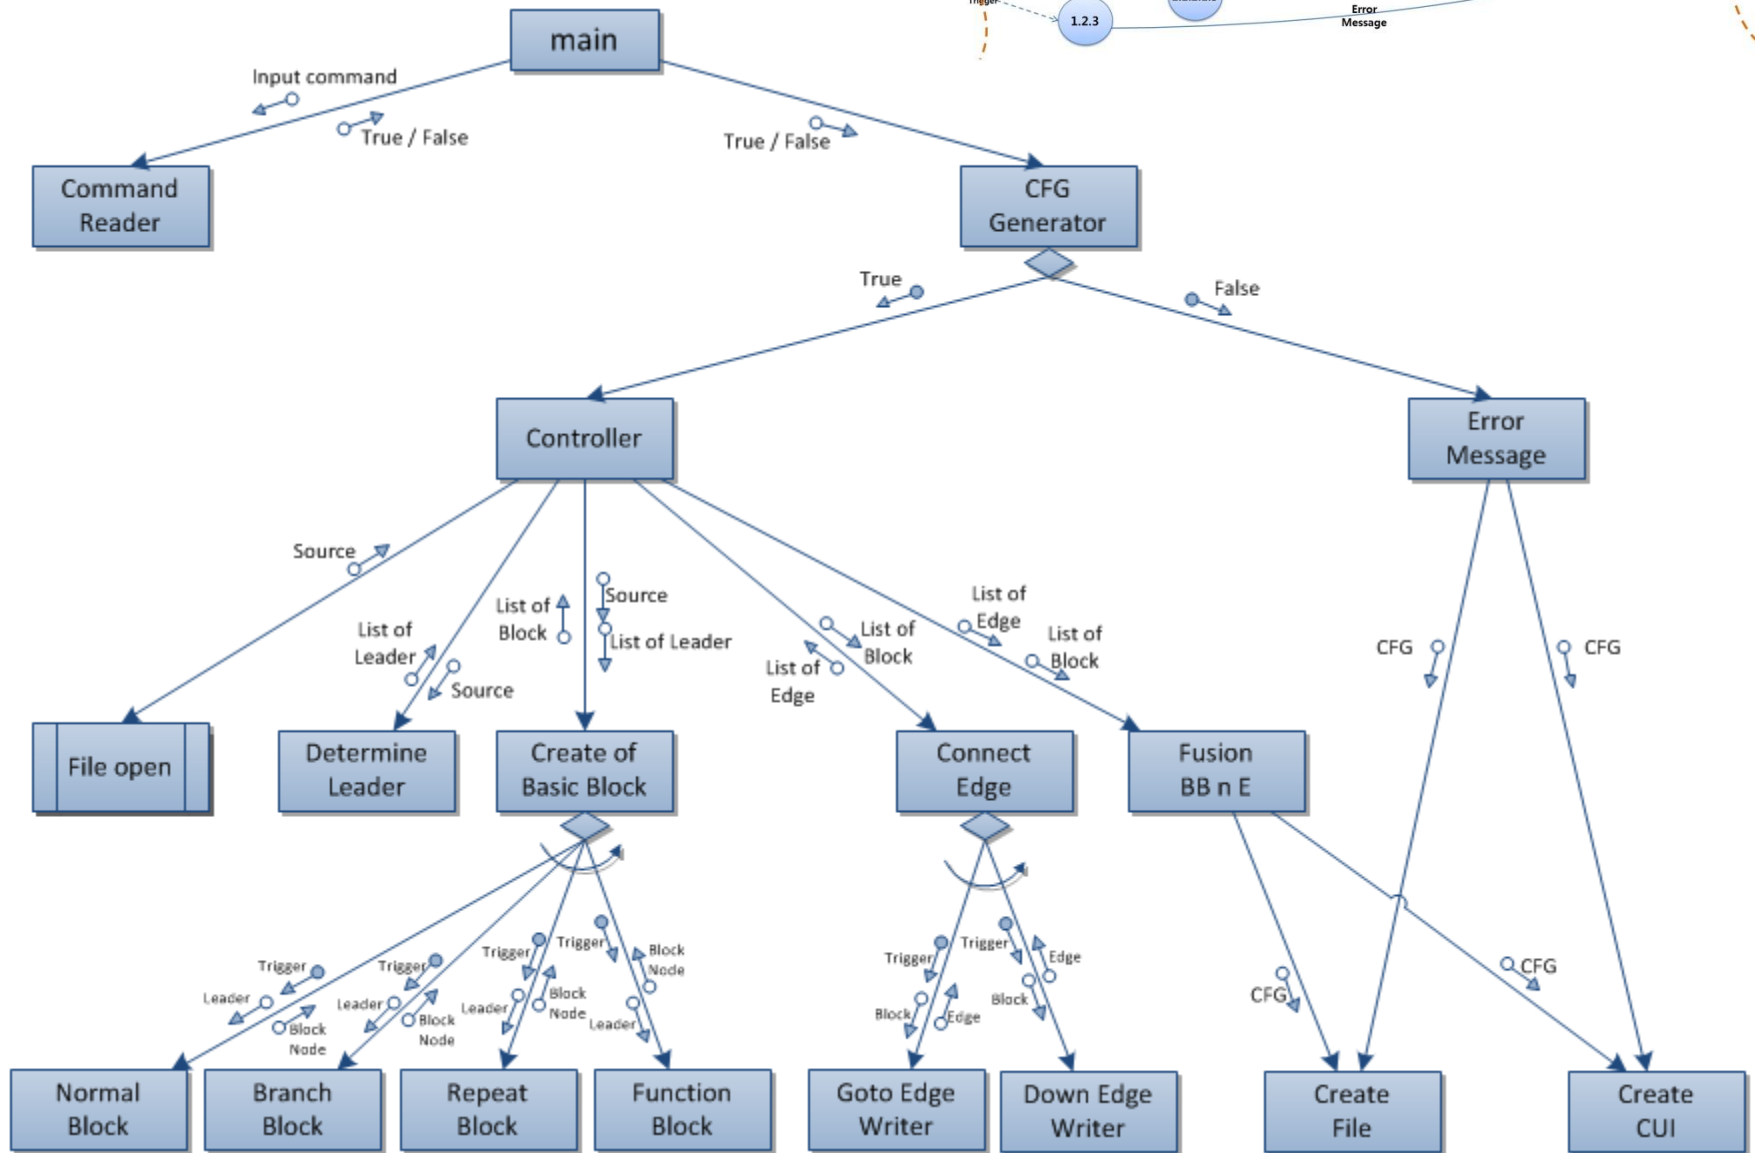 Trigger
1.2.3
Error
Message
main
Input command
True / False
True / False
Command
Reader
CFG
Generator
True
False
Controller
Error
Message
Source
List of
Leader
Source
List of
Block
Source
List of Leader
List of
Block
List of
Edge
List of
Edge
List of
Block
CFG
CFG
File open
Determine
Leader
Create of
Basic Block
Connect
Edge
Fusion
BB n E
Trigger
Leader
Block
Node
Trigger
Leader
Block
Node
Trigger
Leader
Block
Node
Trigger
Leader
Block
Node
Trigger
Block
Edge
Trigger
Block
Edge
CFG
CFG
Normal
Block
Branch
Block
Repeat
Block
Function
Block
Goto Edge
Writer
Down Edge
Writer
Create
File
Create
CUI